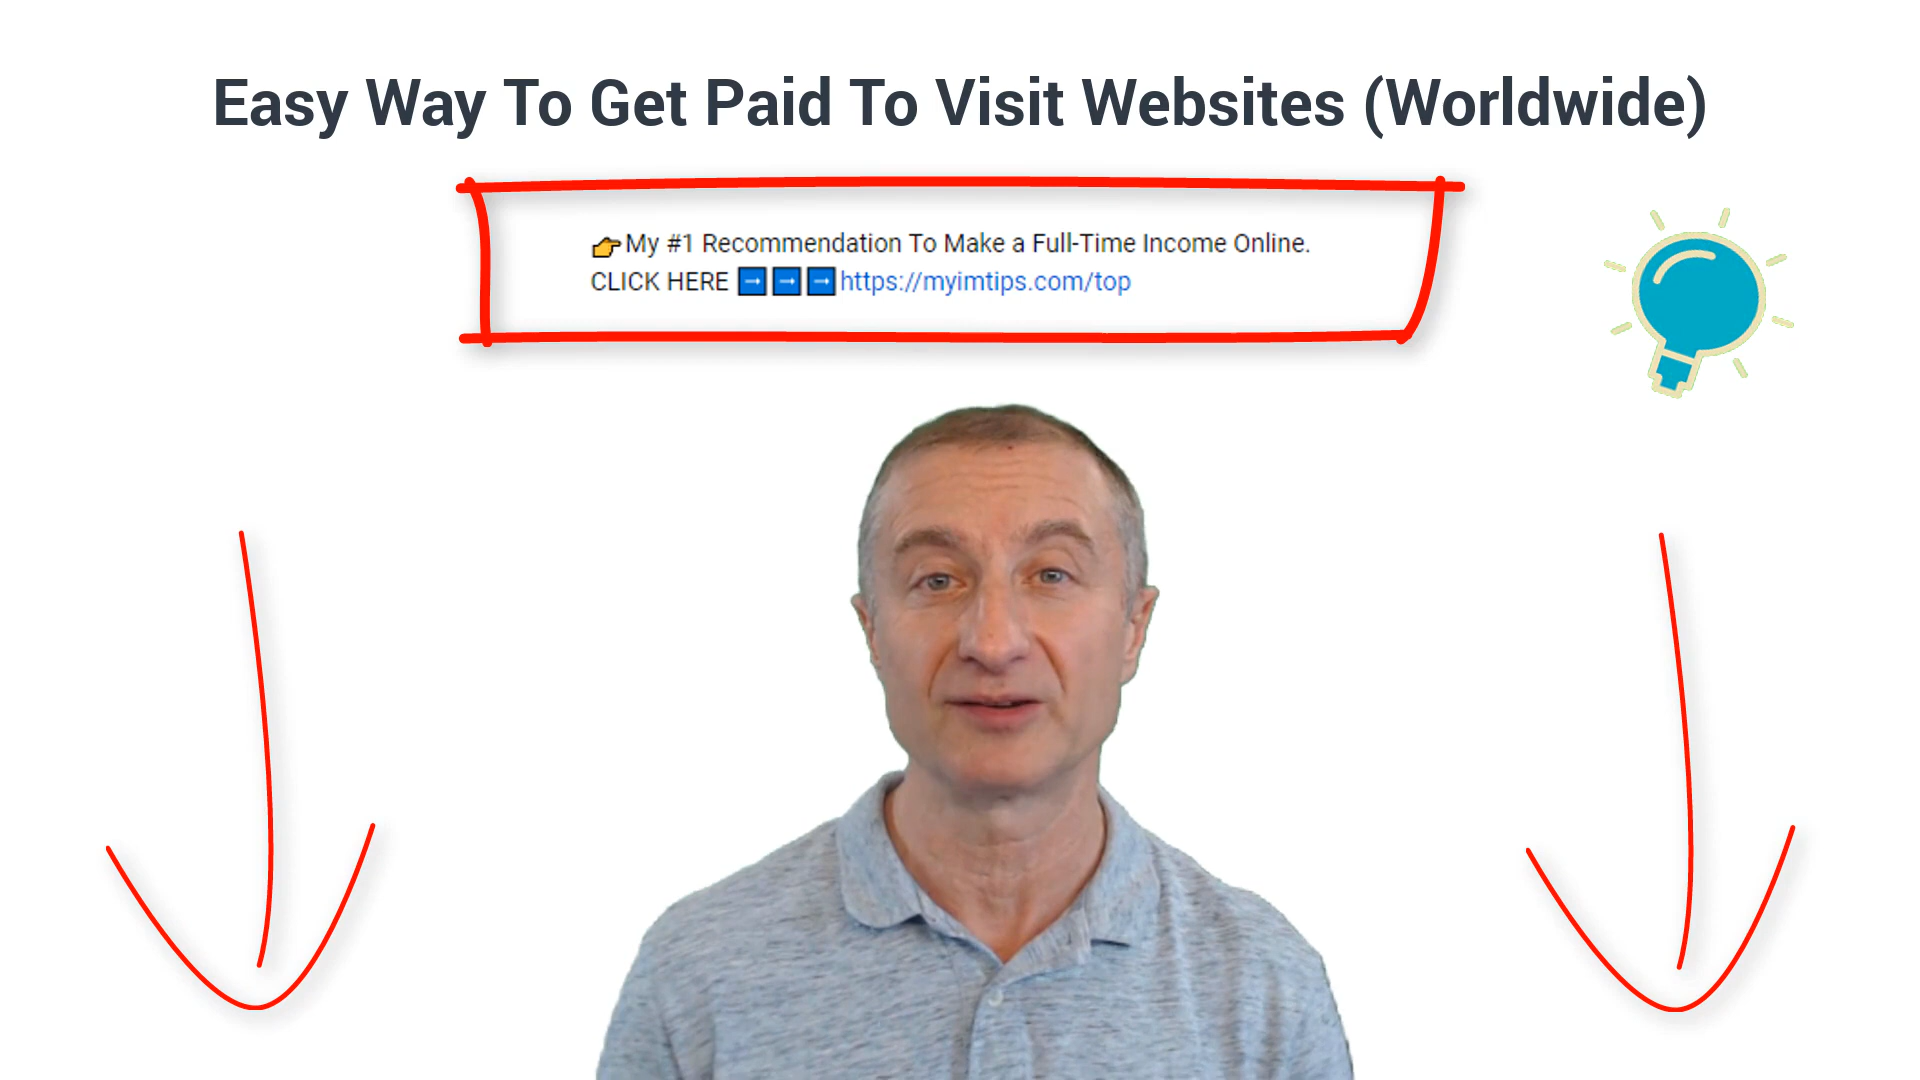 Easy Way To Get Paid To Visit Websites (Worldwide)
👉My #1 Recommendation To Make a Full-Time Income Online.
CLICK HERE ➡➡➡https://myimtips.com/top